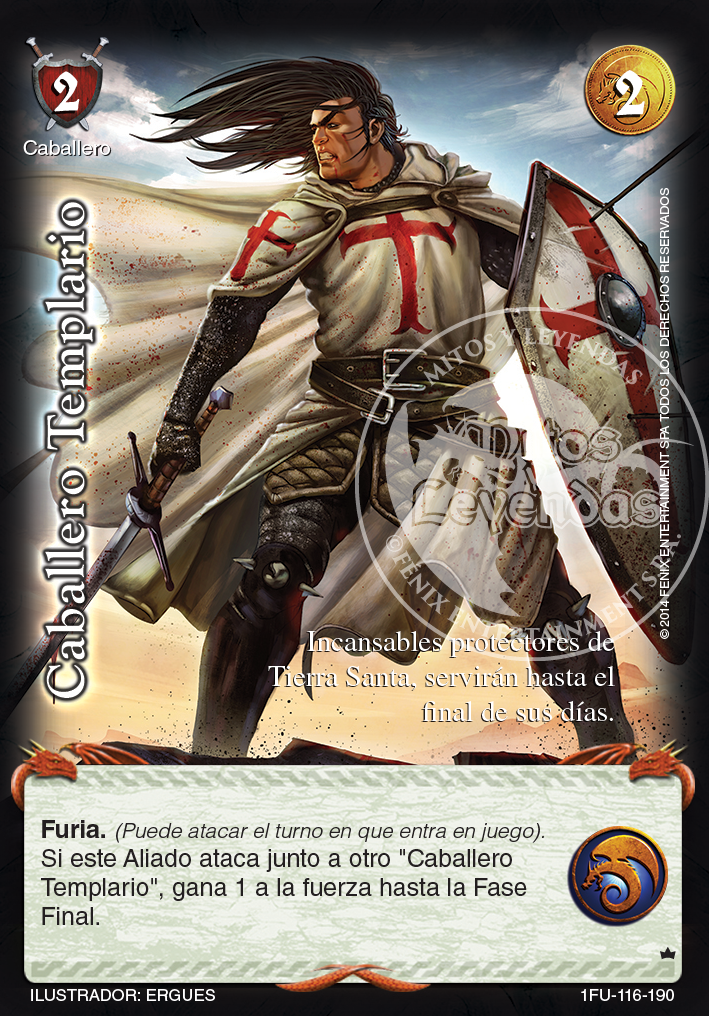 2
2
Caballero
Caballero Templario
© 2014 FENIX ENTERTAINMENT SPA TODOS LOS DERECHOS RESERVADOS
MITOS Y LEYENDAS
Mitos
Leyendas
©FÉNIX ENTERTAINMENT S.P.A.
Incansables protectores de
Tierra Santa, servirán hasta el
final de sus días.
Furia. (Puede atacar el turno en que entra en juego).
Si este Aliado ataca junto a otro "Caballero
Templario", gana 1 a la fuerza hasta la Fase
Final.
ILUSTRADOR: ERGUES
1FU-116-190